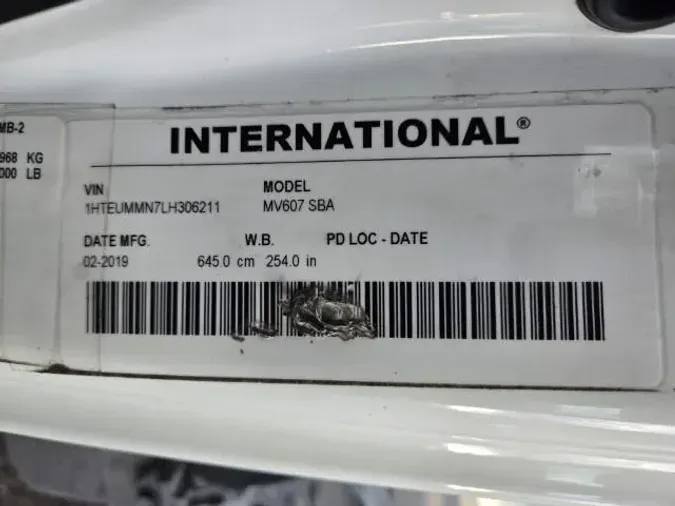 MB-2
968 KG
000 LB
INTERNATIONAL®
VIN MODEL
1HTEUMMN7LH306211 MV607 SBA
DATE MFG. W.B. PD LOC - DATE
02-2019 645.0 cm 254.0 in